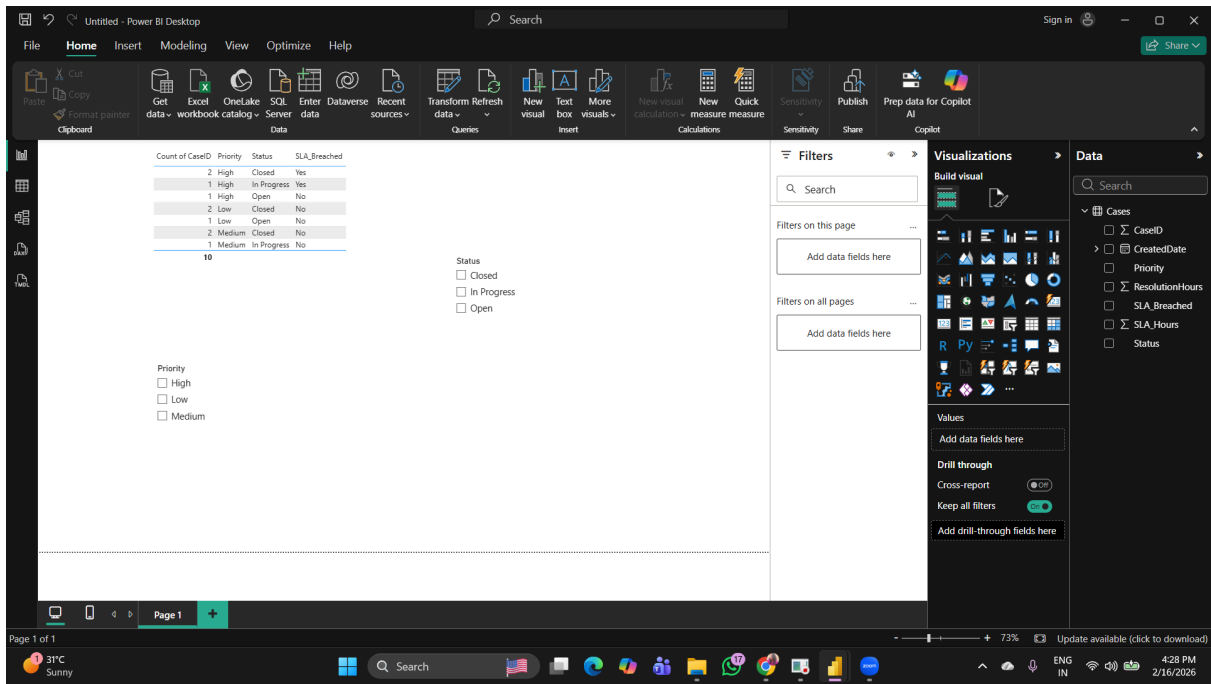 Untitled - Power BI Desktop
Search
Sign in
File Home Insert Modeling View Optimize Help
Share
Paste
Cut
Copy
Format painter
Clipboard
Get data
Excel workbook
OneLake catalog
SQL Server
Enter data
Dataverse
Recent sources
Data
Transform data
Refresh
Queries
New visual
Text box
More visuals
Insert
New visual calculation
New measure
Quick measure
Calculations
Sensitivity
Sensitivity
Publish
Share
Prep data for AI
Copilot
Copilot
DAX
TMDL
Count of CaseID Priority Status SLA_Breached
2 High Closed Yes
1 High In Progress Yes
1 High Open No
2 Low Closed No
1 Low Open No
2 Medium Closed No
1 Medium In Progress No
10
Status
Closed
In Progress
Open
Priority
High
Low
Medium
Filters
Search
Filters on this page ...
Add data fields here
Filters on all pages ...
Add data fields here
Visualizations
Build visual
123
R Py
...
Values
Add data fields here
Drill through
Cross-report Off
Keep all filters On
Add drill-through fields here
Data
Search
Cases
∑ CaseID
CreatedDate
Priority
∑ ResolutionHours
SLA_Breached
∑ SLA_Hours
Status
Page 1
Page 1 of 1
- + 73%
Update available (click to download)
1
31°C
Sunny
Search
17
zoom
ENG
IN
4:28 PM
2/16/2026